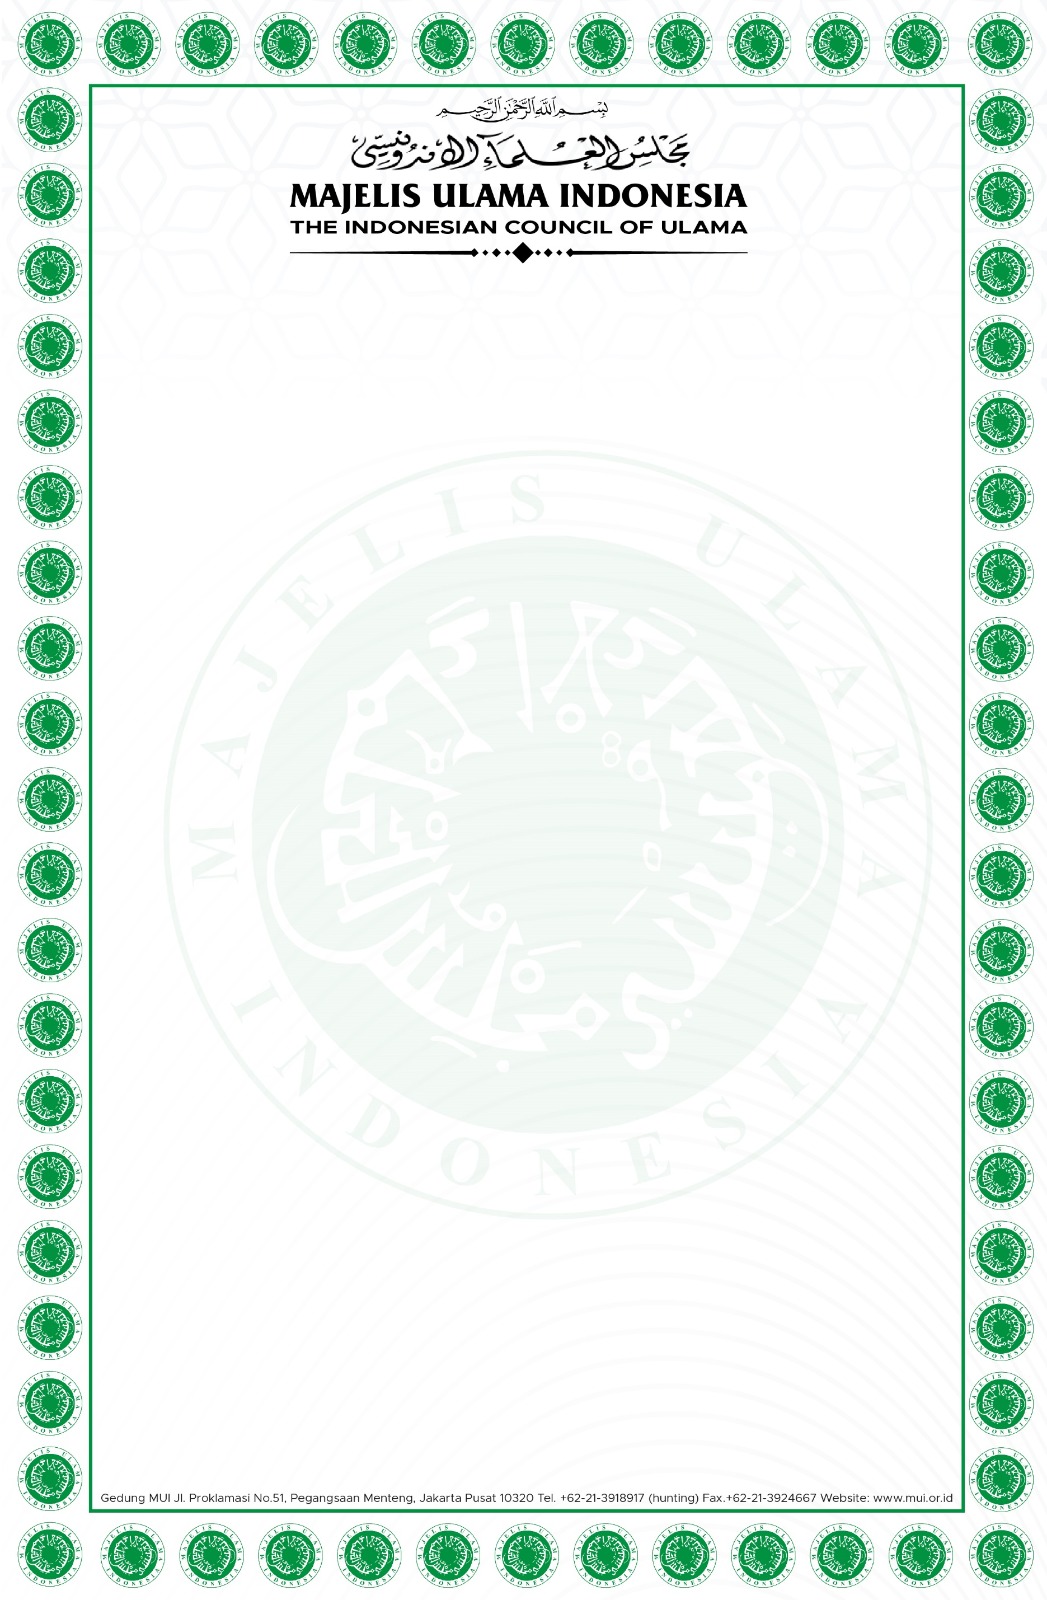 بسم الله الرحمن الرحيم
مجلس العلماء الإندونيسي
MAJELIS ULAMA INDONESIA
THE INDONESIAN COUNCIL OF ULAMA
MAJELIS ULAMA
INDONESIA
Gedung MUI Jl. Proklamasi No.51, Pegangsaan Menteng, Jakarta Pusat 10320 Tel. +62-21-3918917 (hunting) Fax.+62-21-3924667 Website: www.mui.or.id